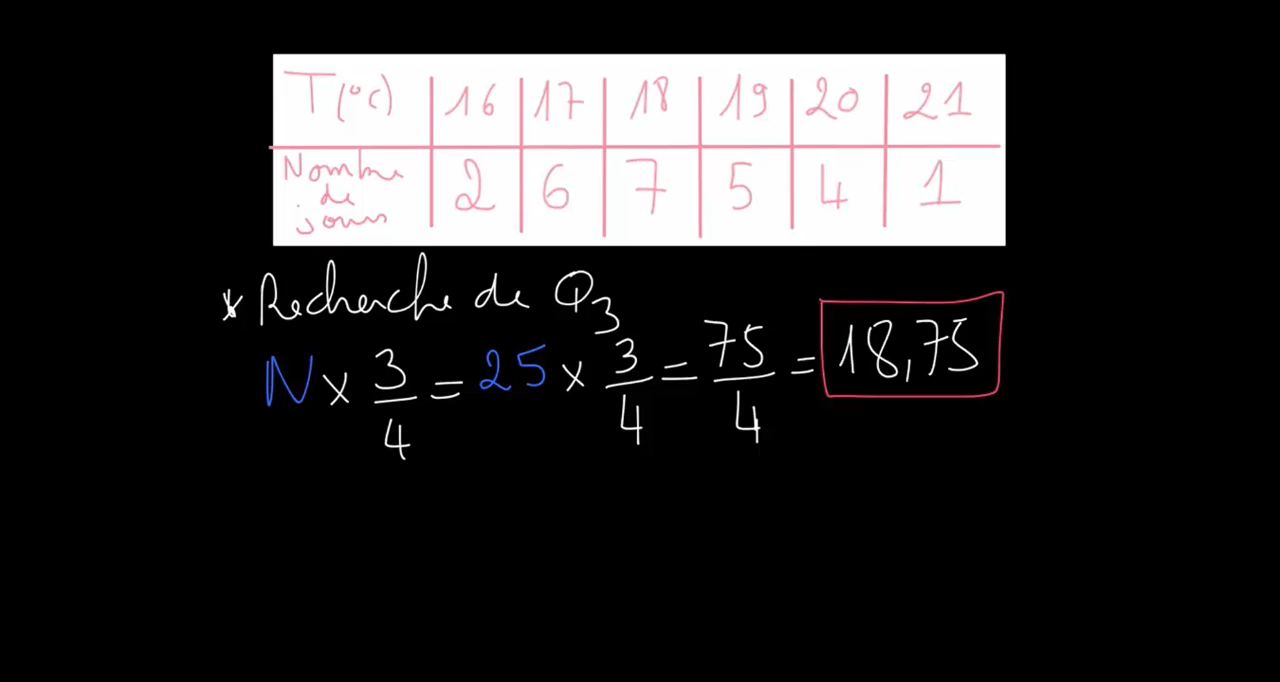 T(°C) 16 17 18 19 20 21
Nombre de jours 2 6 7 5 4 1
* Recherche de Q3
N × 3/4 = 25 × 3/4 = 75/4 = 18,75